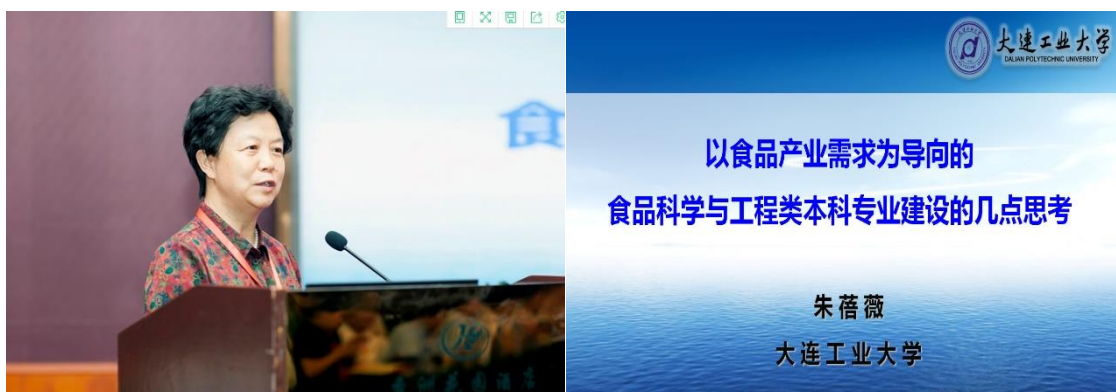 食
大连工业大学
DALIAN POLYTECHNIC UNIVERSITY
以食品产业需求为导向的
食品科学与工程类本科专业建设的几点思考
朱蓓薇
大连工业大学